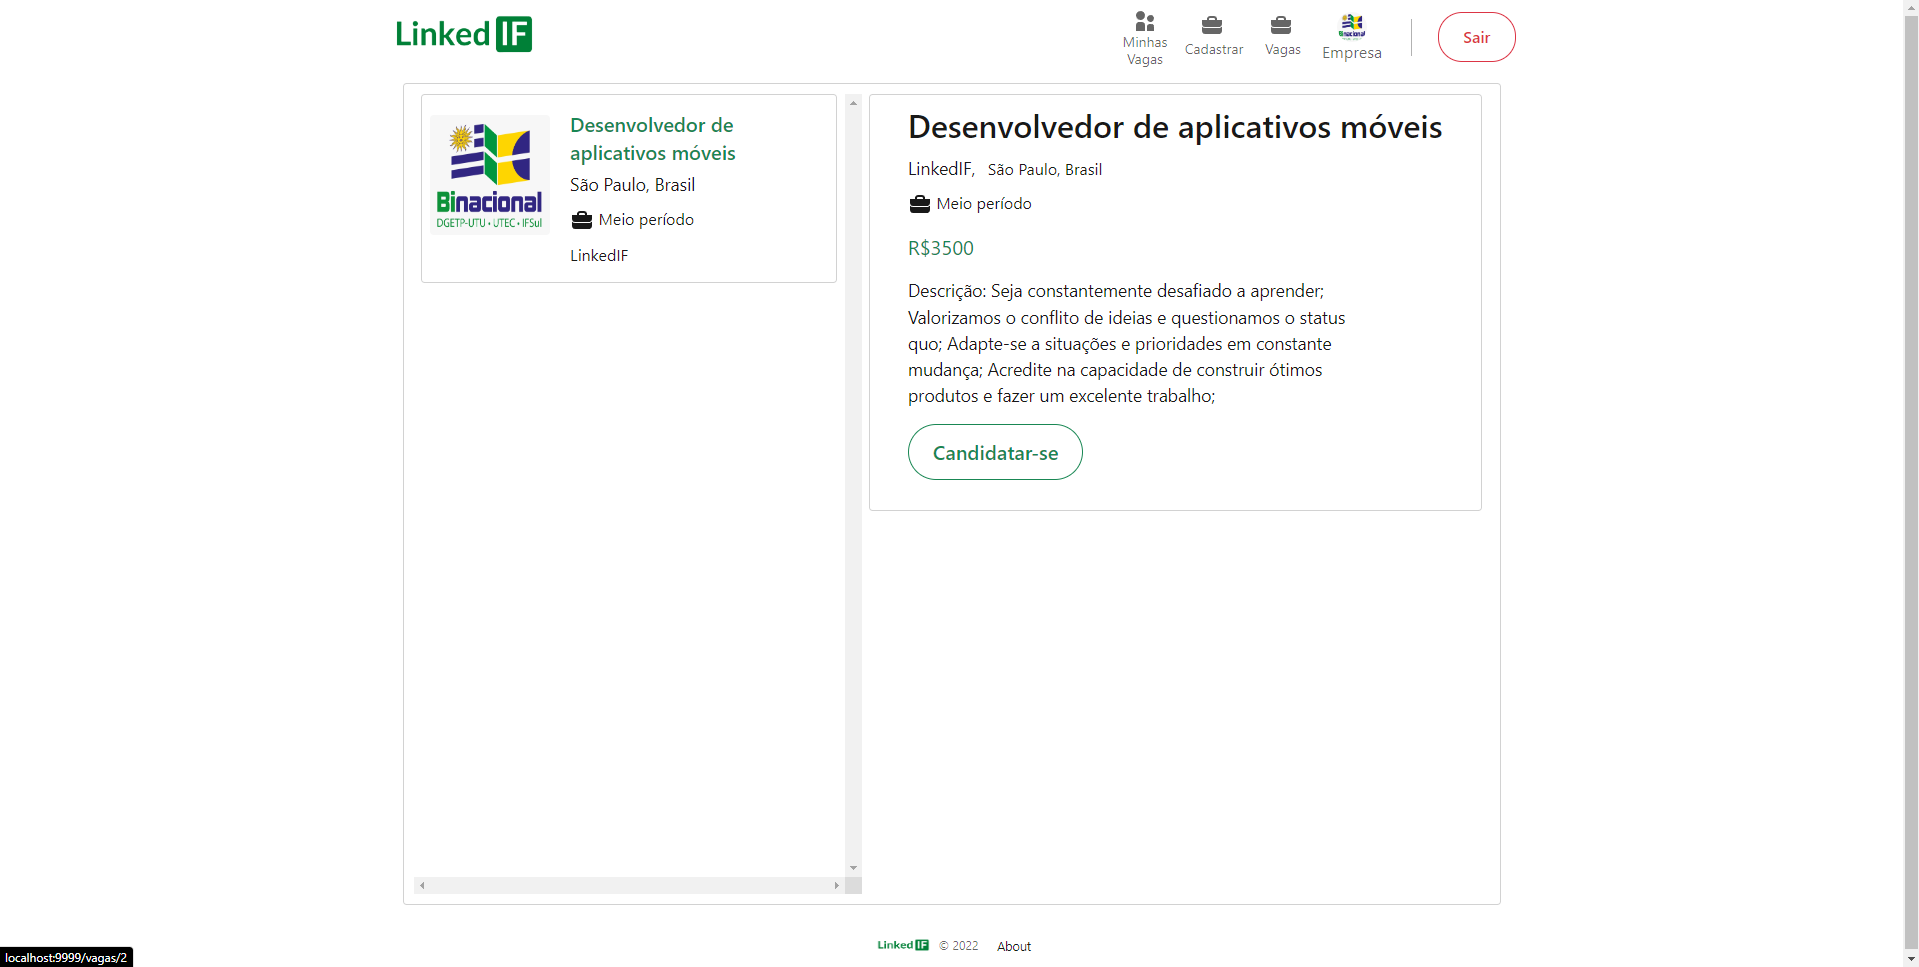 Linked IF
Minhas
Vagas
Cadastrar
Vagas
Empresa
Sair
Binacional
DGETP-UTU • UTEC • IFSul
Desenvolvedor de
aplicativos móveis
São Paulo, Brasil
Meio período
LinkedIF
Desenvolvedor de aplicativos móveis
LinkedIF, São Paulo, Brasil
Meio período
R$3500
Descrição: Seja constantemente desafiado a aprender;
Valorizamos o conflito de ideias e questionamos o status
quo; Adapte-se a situações e prioridades em constante
mudança; Acredite na capacidade de construir ótimos
produtos e fazer um excelente trabalho;
Candidatar-se
Linked IF © 2022 About
localhost:9999/vagas/2